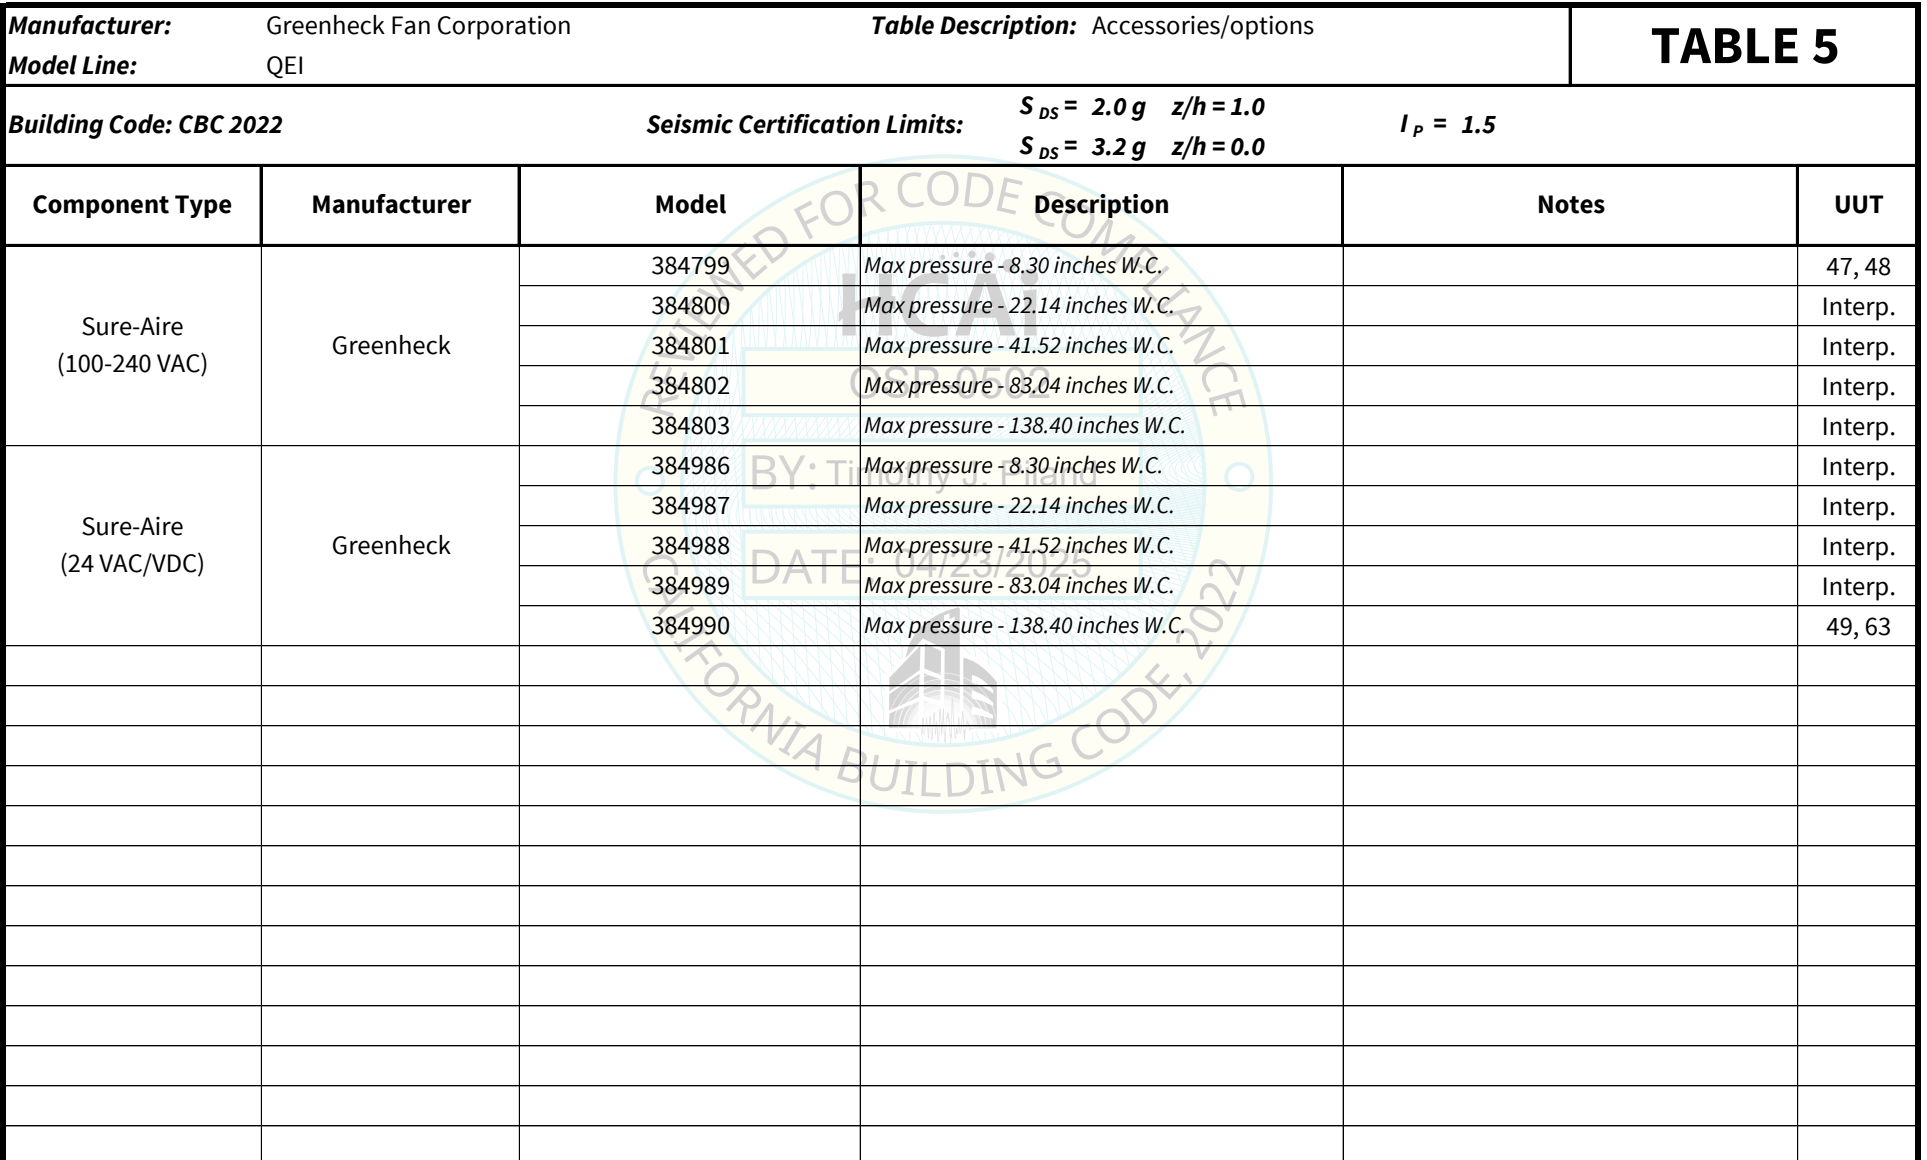 Manufacturer: Greenheck Fan Corporation Table Description: Accessories/options TABLE 5
Model Line: QEI
Building Code: CBC 2022 Seismic Certification Limits: S DS = 2.0 g z/h = 1.0 I P = 1.5
S DS = 3.2 g z/h = 0.0
Component Type Manufacturer Model Description Notes UUT
Sure-Aire
(100-240 VAC)
Greenheck
384799 Max pressure - 8.30 inches W.C. 47, 48
384800 Max pressure - 22.14 inches W.C. Interp.
384801 Max pressure - 41.52 inches W.C. Interp.
384802 Max pressure - 83.04 inches W.C. Interp.
384803 Max pressure - 138.40 inches W.C. Interp.
Sure-Aire
(24 VAC/VDC)
Greenheck
384986 Max pressure - 8.30 inches W.C. Interp.
384987 Max pressure - 22.14 inches W.C. Interp.
384988 Max pressure - 41.52 inches W.C. Interp.
384989 Max pressure - 83.04 inches W.C. Interp.
384990 Max pressure - 138.40 inches W.C. 49, 63
REVIEWED FOR CODE COMPLIANCE
HCAi
OSP-0502
BY: Timothy J. Piland
DATE: 04/23/2025
CALIFORNIA BUILDING CODE, 2022